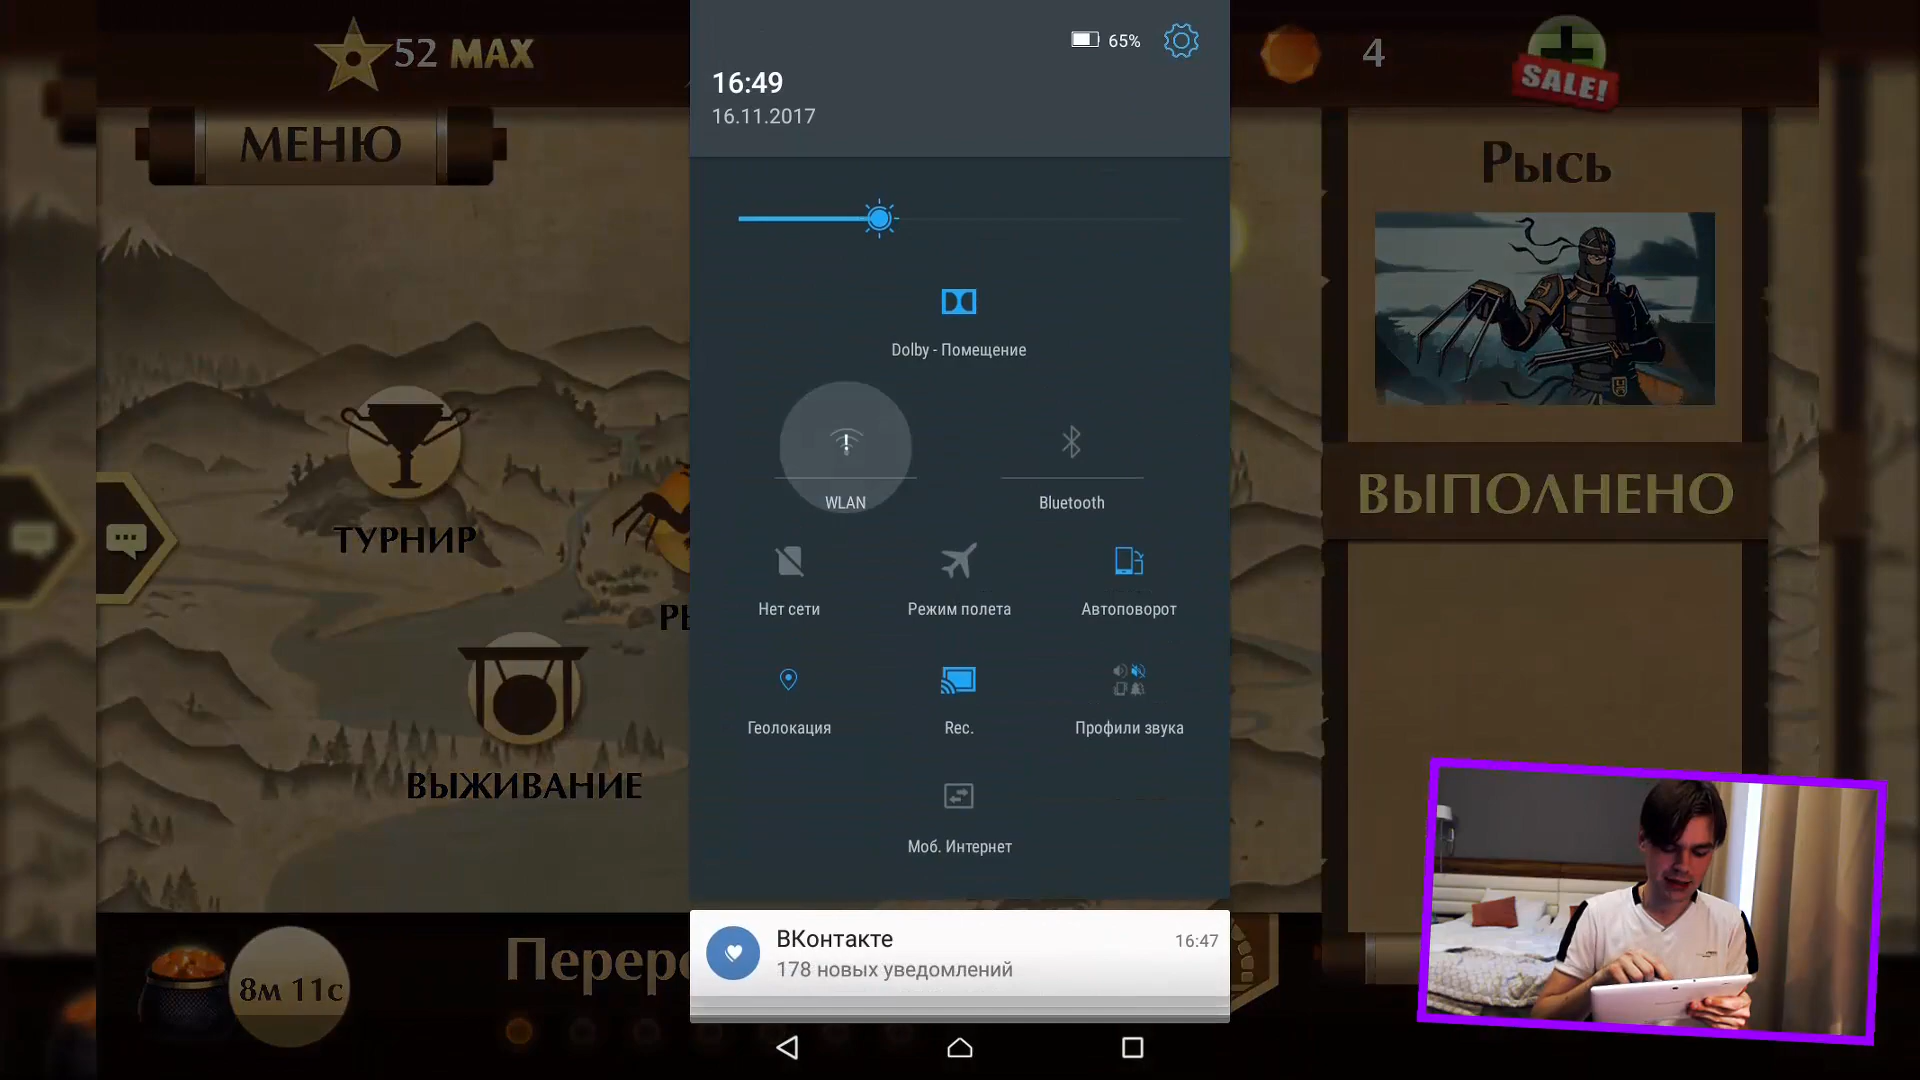 52 MAX
МЕНЮ
ТУРНИР
ВЫЖИВАНИЕ
8м 11с
65%
16:49
16.11.2017
Dolby - Помещение
WLAN
Bluetooth
Нет сети
Режим полета
Автоповорот
Геолокация
Rec.
Профили звука
Моб. Интернет
ВКонтакте
16:47
178 новых уведомлений
4
SALE!
Рысь
ВЫПОЛНЕНО